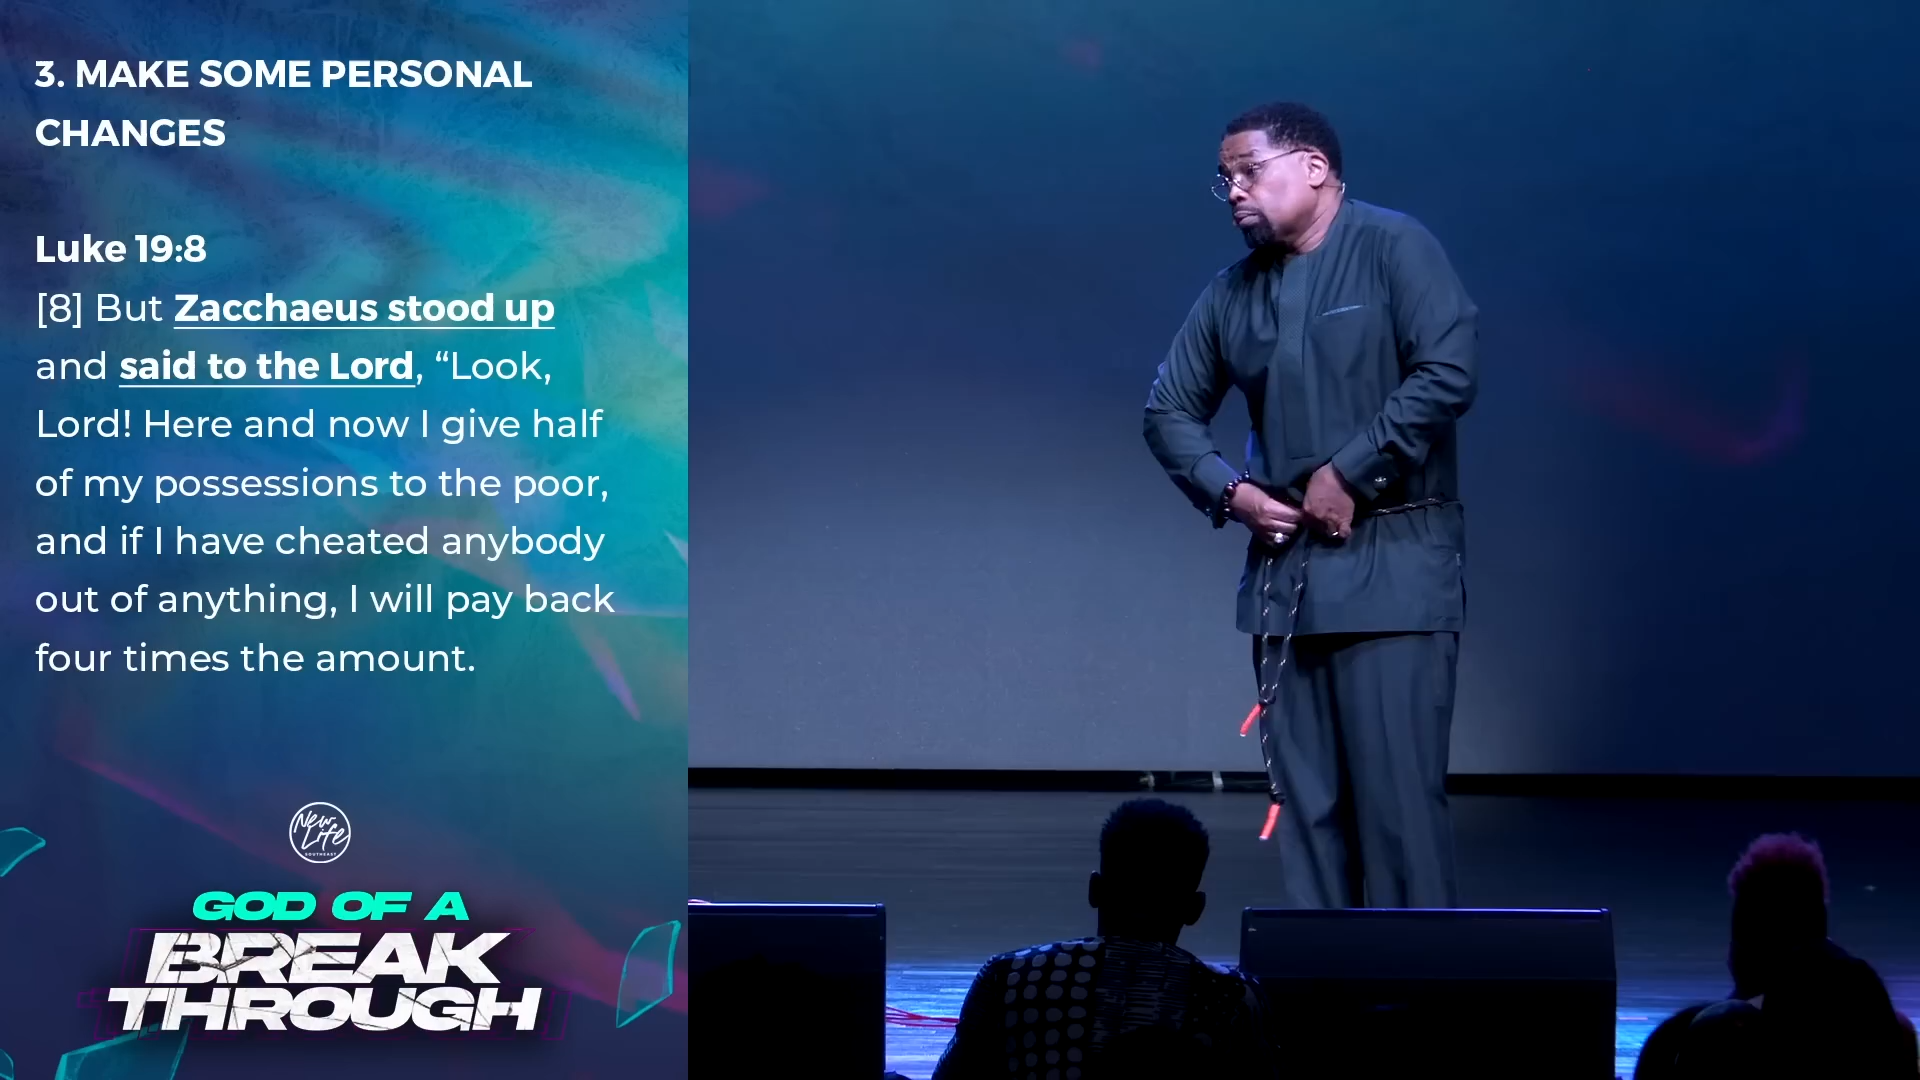 3. MAKE SOME PERSONAL
CHANGES
Luke 19:8
[8] But Zacchaeus stood up
and said to the Lord, “Look,
Lord! Here and now I give half
of my possessions to the poor,
and if I have cheated anybody
out of anything, I will pay back
four times the amount.
New
Life
SOUTHEAST
GOD OF A
BREAK
THROUGH